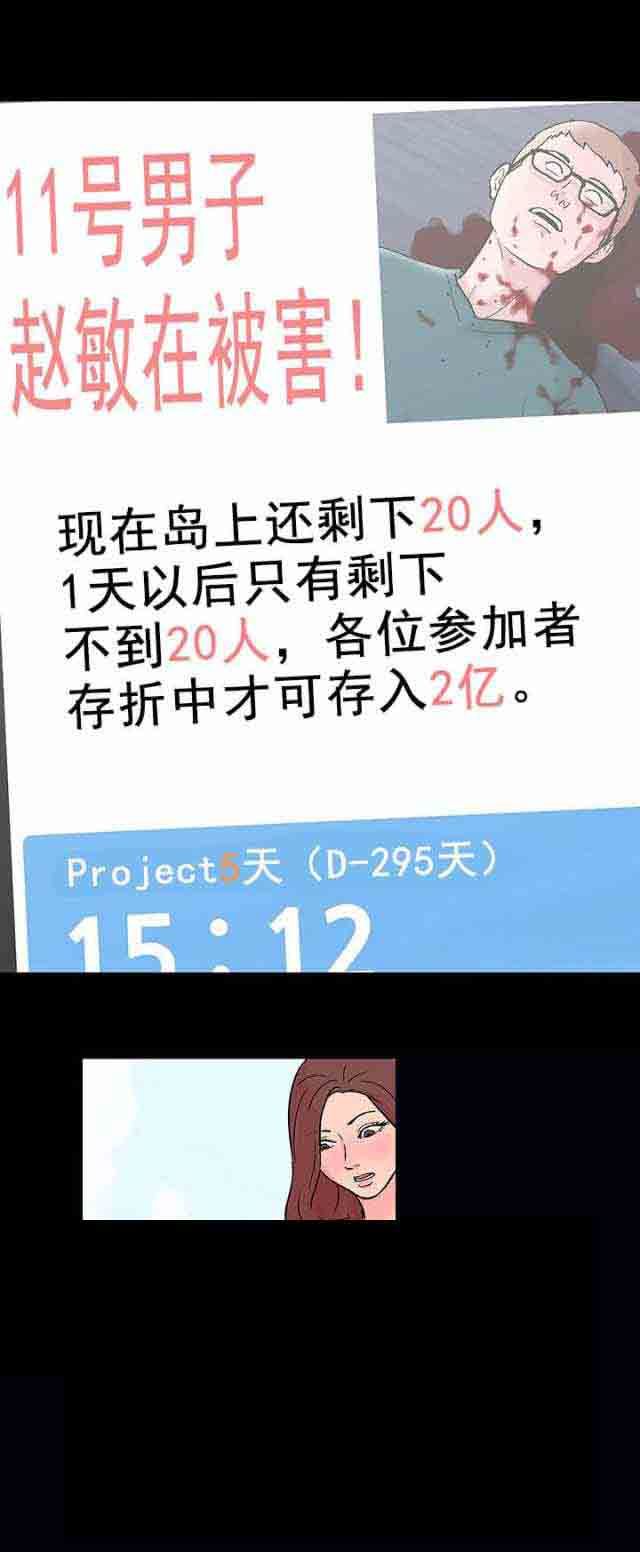 11号男子
赵敏在被害！
现在岛上还剩下20人，
1天以后只有剩下
不到20人，各位参加者
存折中才可存入2亿。
Project5天（D-295天）
15：12